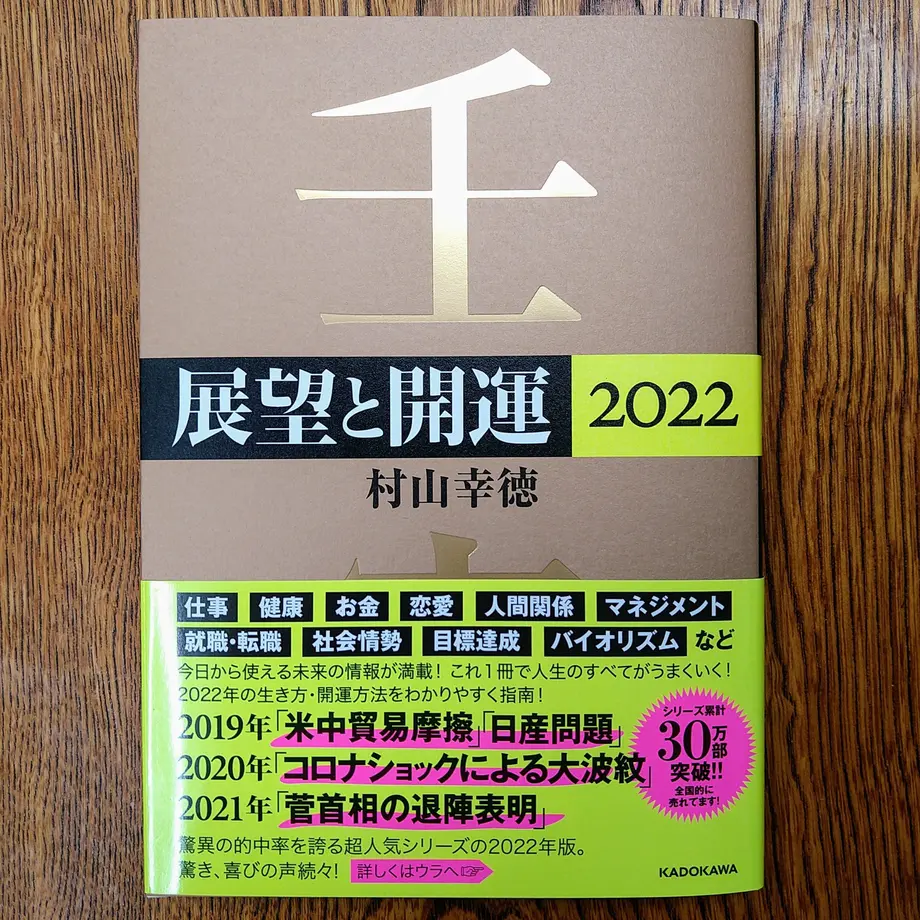 壬
展望と開運 2022
村山幸徳
仕事 健康 お金 恋愛 人間関係 マネジメント
就職・転職 社会情勢 目標達成 バイオリズム など
今日から使える未来の情報が満載!これ1冊で人生のすべてがうまくいく!
2022年の生き方・開運方法をわかりやすく指南!
2019年「米中貿易摩擦」「日産問題」
2020年「コロナショックによる大波紋」
2021年「菅首相の退陣表明」
シリーズ累計
30万部
突破!!
全国的に
売れてます!
驚異の的中率を誇る超人気シリーズの2022年版。
驚き、喜びの声続々! 詳しくはウラへ☞
KADOKAWA